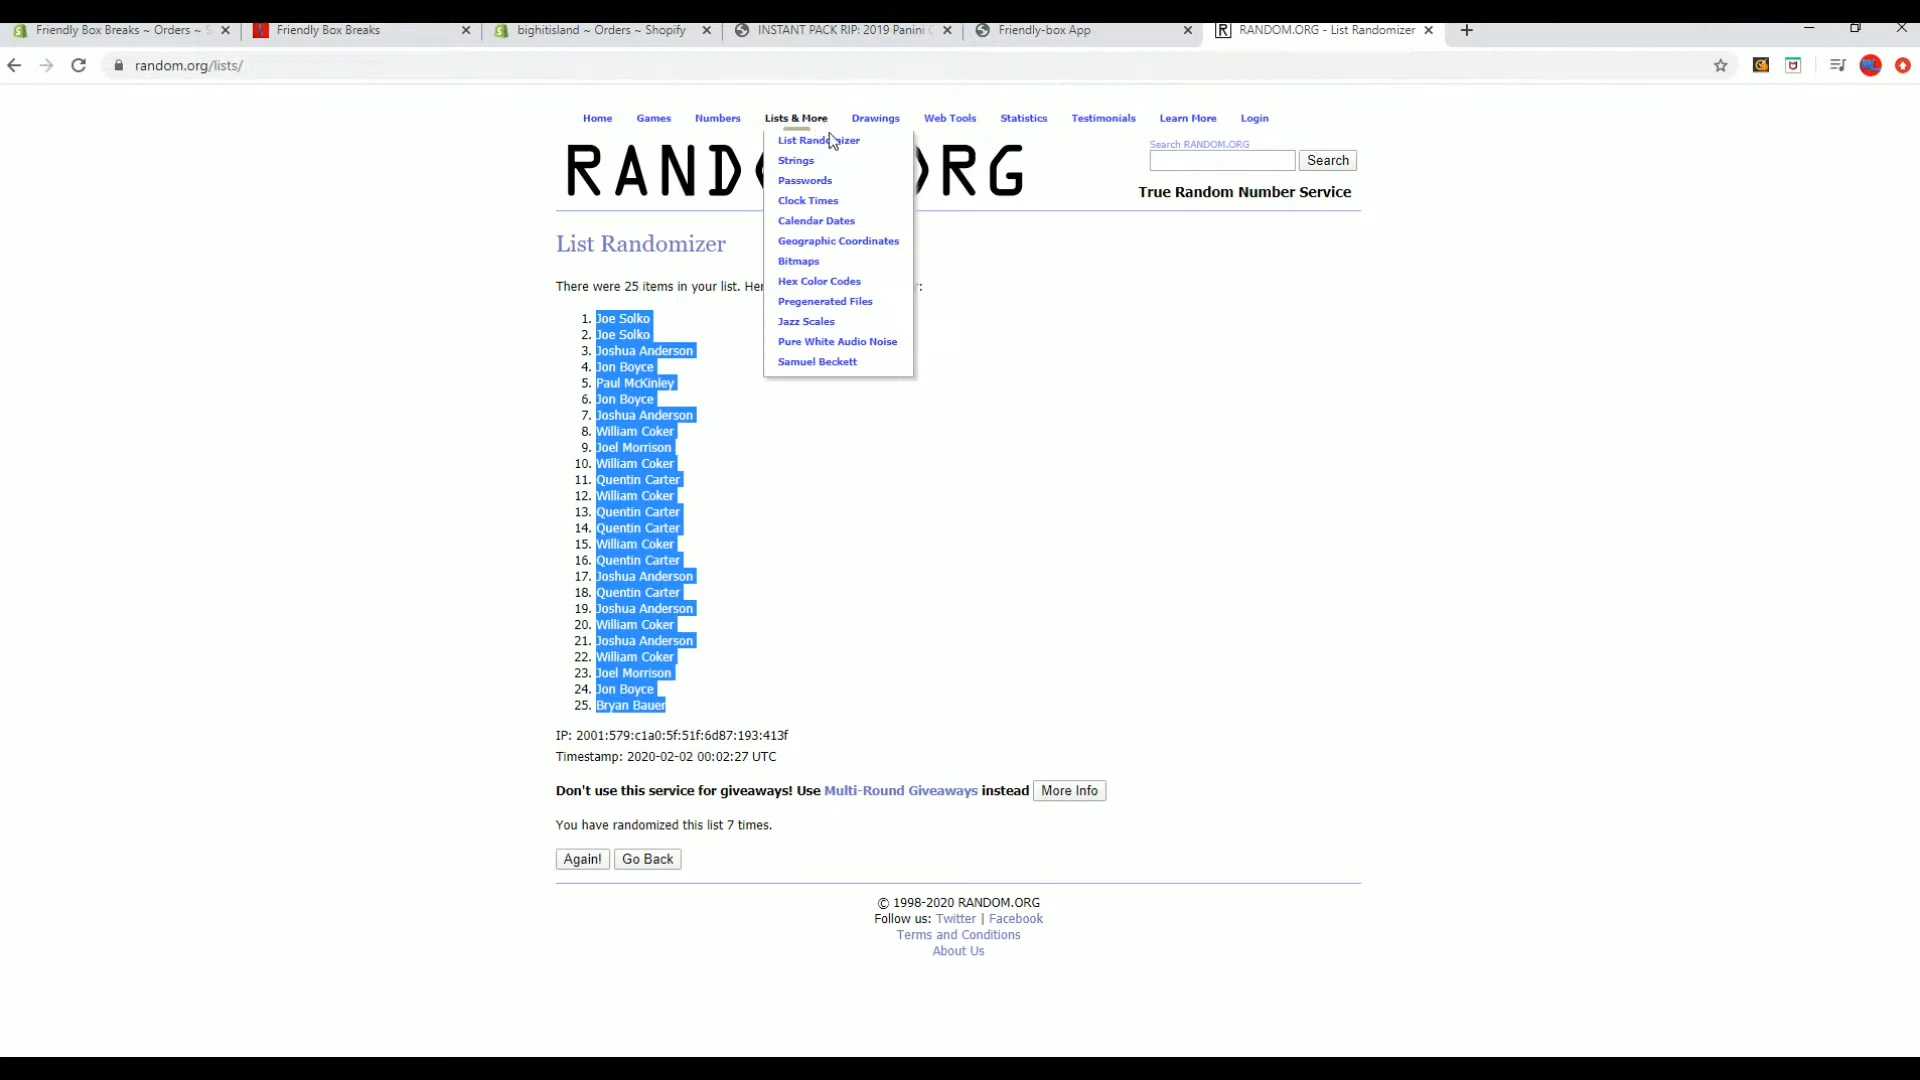 Friendly Box Breaks ~ Orders ~ S
Friendly Box Breaks
bighitisland ~ Orders ~ Shopify
INSTANT PACK RIP: 2019 Panini C
Friendly-box App
RANDOM.ORG - List Randomizer
random.org/lists/
Home Games Numbers Lists & More Drawings Web Tools Statistics Testimonials Learn More Login
List Randomizer
Strings
Passwords
Clock Times
Calendar Dates
Geographic Coordinates
Bitmaps
Hex Color Codes
Pregenerated Files
Jazz Scales
Pure White Audio Noise
Samuel Beckett
Search RANDOM.ORG
Search
True Random Number Service
List Randomizer
There were 25 items in your list. 
1. Joe Solko
2. Joe Solko
3. Joshua Anderson
4. Jon Boyce
5. Paul McKinley
6. Jon Boyce
7. Joshua Anderson
8. William Coker
9. Joel Morrison
10. William Coker
11. Quentin Carter
12. William Coker
13. Quentin Carter
14. Quentin Carter
15. William Coker
16. Quentin Carter
17. Joshua Anderson
18. Quentin Carter
19. Joshua Anderson
20. William Coker
21. Joshua Anderson
22. William Coker
23. Joel Morrison
24. Jon Boyce
25. Bryan Bauer
IP: 2001:579:c1a0:5f:51f:6d87:193:413f
Timestamp: 2020-02-02 00:02:27 UTC
Don't use this service for giveaways! Use Multi-Round Giveaways instead More Info
You have randomized this list 7 times.
Again! Go Back
© 1998-2020 RANDOM.ORG
Follow us: Twitter | Facebook
Terms and Conditions
About Us